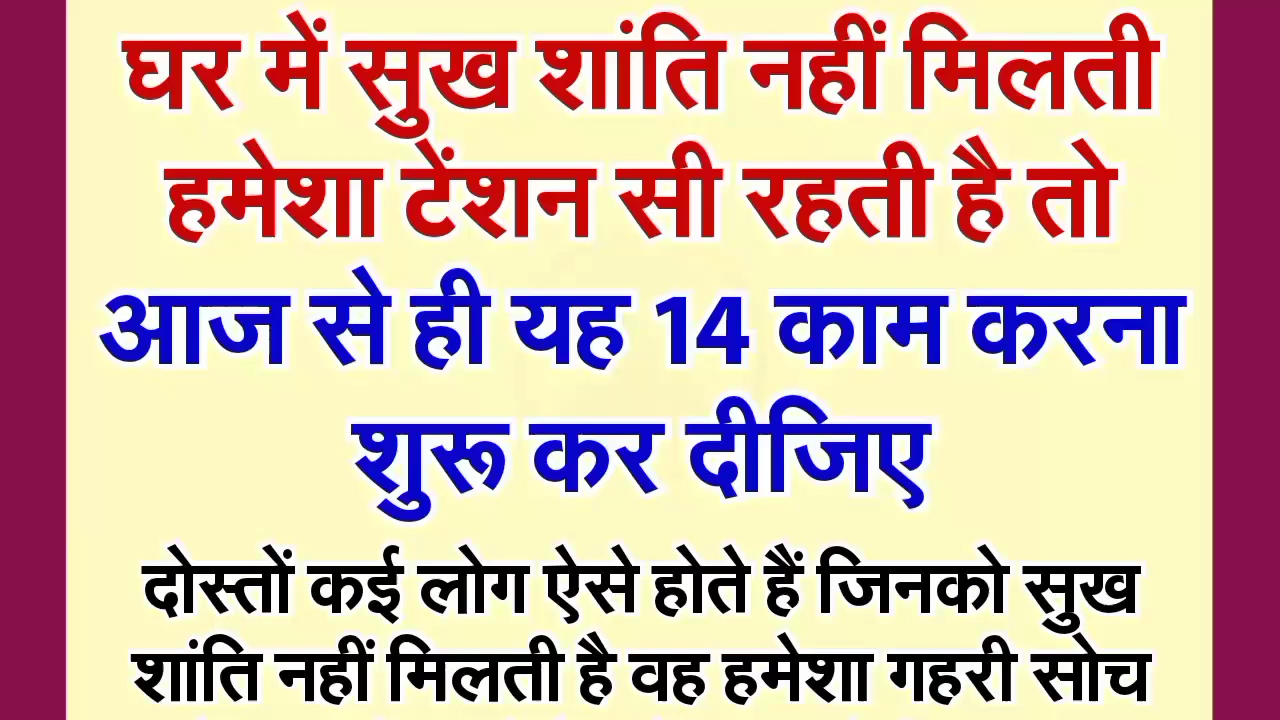 घर में सुख शांति नहीं मिलती
हमेशा टेंशन सी रहती है तो
आज से ही यह 14 काम करना
शुरू कर दीजिए
दोस्तों कई लोग ऐसे होते हैं जिनको सुख
शांति नहीं मिलती है वह हमेशा गहरी सोच